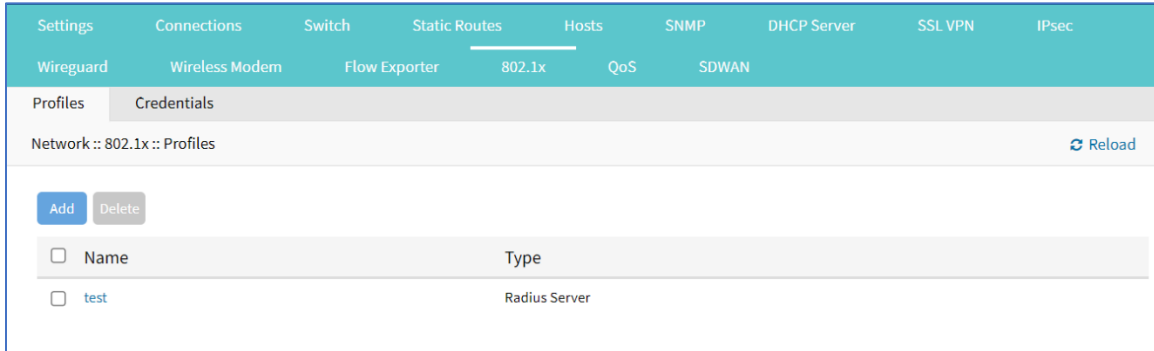 Settings Connections Switch Static Routes Hosts SNMP DHCP Server SSL VPN IPsec
Wireguard Wireless Modem Flow Exporter 802.1x QoS SDWAN
Profiles Credentials
Network :: 802.1x :: Profiles Reload
Add Delete
Name Type
test Radius Server